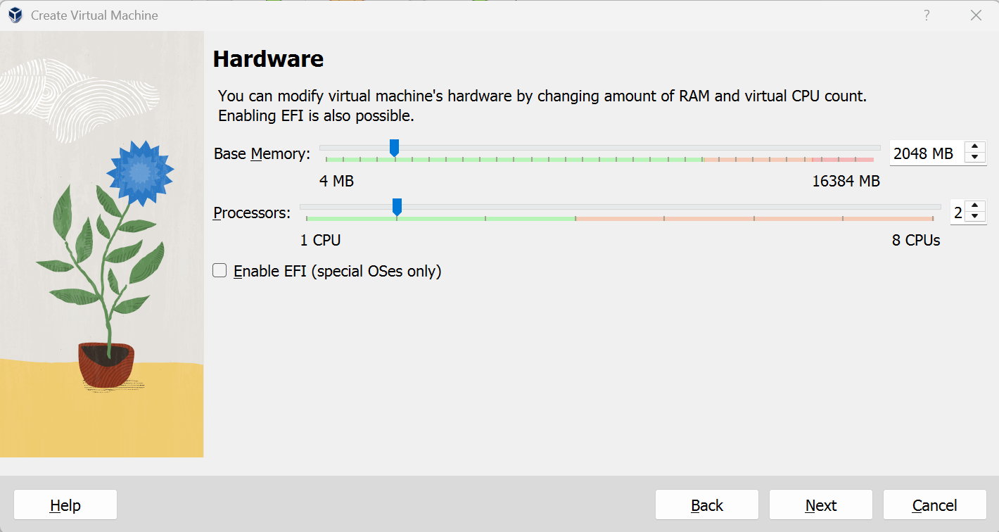 Create Virtual Machine
?
Hardware
You can modify virtual machine's hardware by changing amount of RAM and virtual CPU count.
Enabling EFI is also possible.
Base Memory: 2048 MB
4 MB 16384 MB
Processors: 2
1 CPU 8 CPUs
Enable EFI (special OSes only)
Help Back Next Cancel